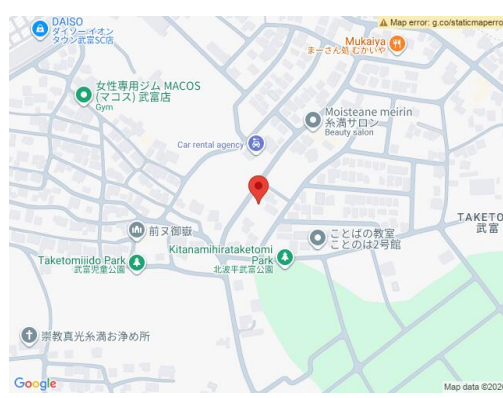 DAISO
ダイソーイオン
タウン武富SC店
Map error: g.co/staticmaperro
Mukaiya
まーさん処 むかいや
女性専用ジム MACOS
(マコス) 武富店
Gym
Moisteane meirin
糸満サロン
Beauty salon
Car rental agency
TAKETO
武富
ことばの教室
ことのは2号館
前ヌ御嶽
Kitanamihirataketomi
Park
北波平武富公園
Taketomijido Park
武富児童公園
崇教真光糸満お浄め所
Google
Map data ©2026